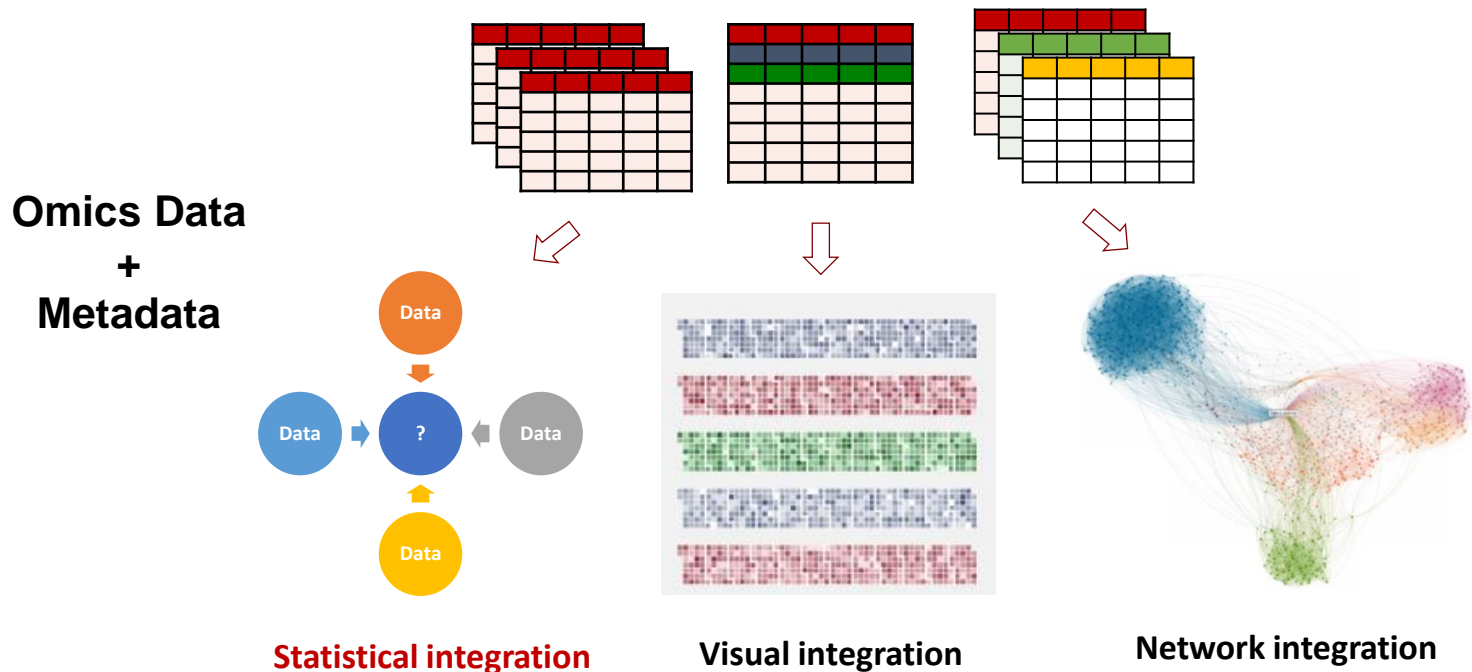 Omics Data
+
Metadata
Data
Data
?
Data
Data
Statistical integration
Visual integration
Network integration